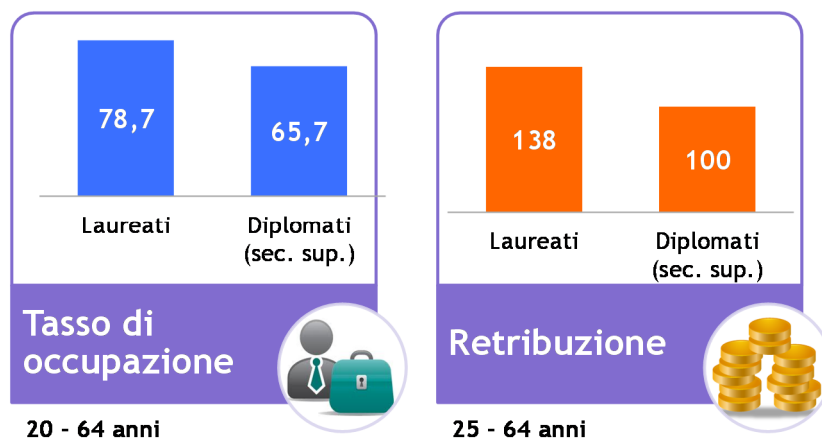 78,7
65,7
Laureati
Diplomati
(sec. sup.)
Tasso di
occupazione
20 - 64 anni
138
100
Laureati
Diplomati
(sec. sup.)
Retribuzione
25 - 64 anni